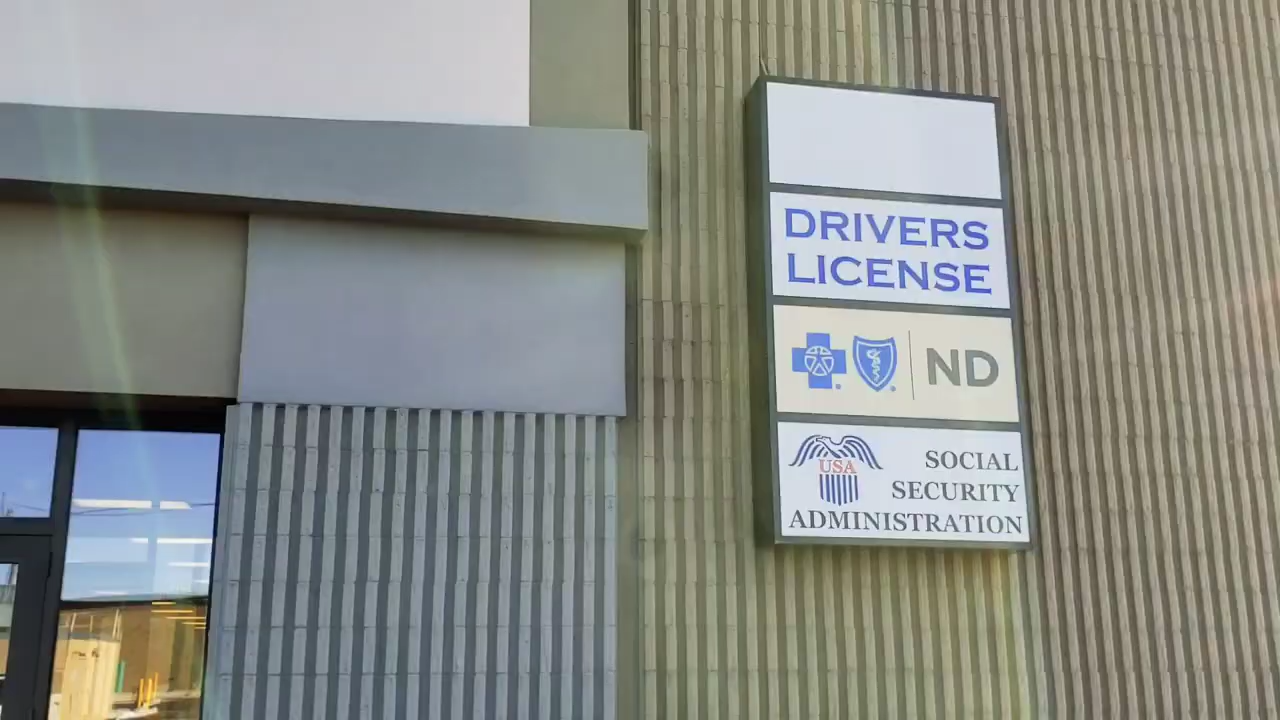 DRIVERS
LICENSE
ND
USA
SOCIAL
SECURITY
ADMINISTRATION